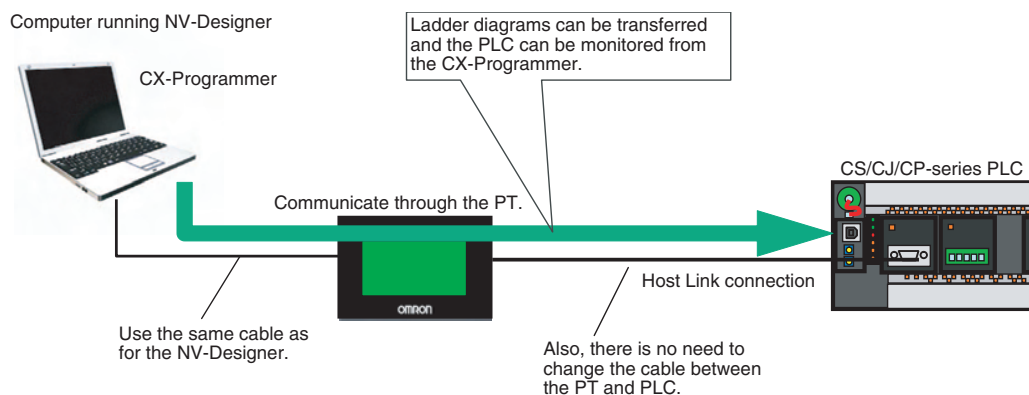 Computer running NV-Designer
CX-Programmer
Ladder diagrams can be transferred
and the PLC can be monitored from
the CX-Programmer.
CS/CJ/CP-series PLC
Communicate through the PT.
OMRON
Host Link connection
Use the same cable as
for the NV-Designer.
Also, there is no need to
change the cable between
the PT and PLC.